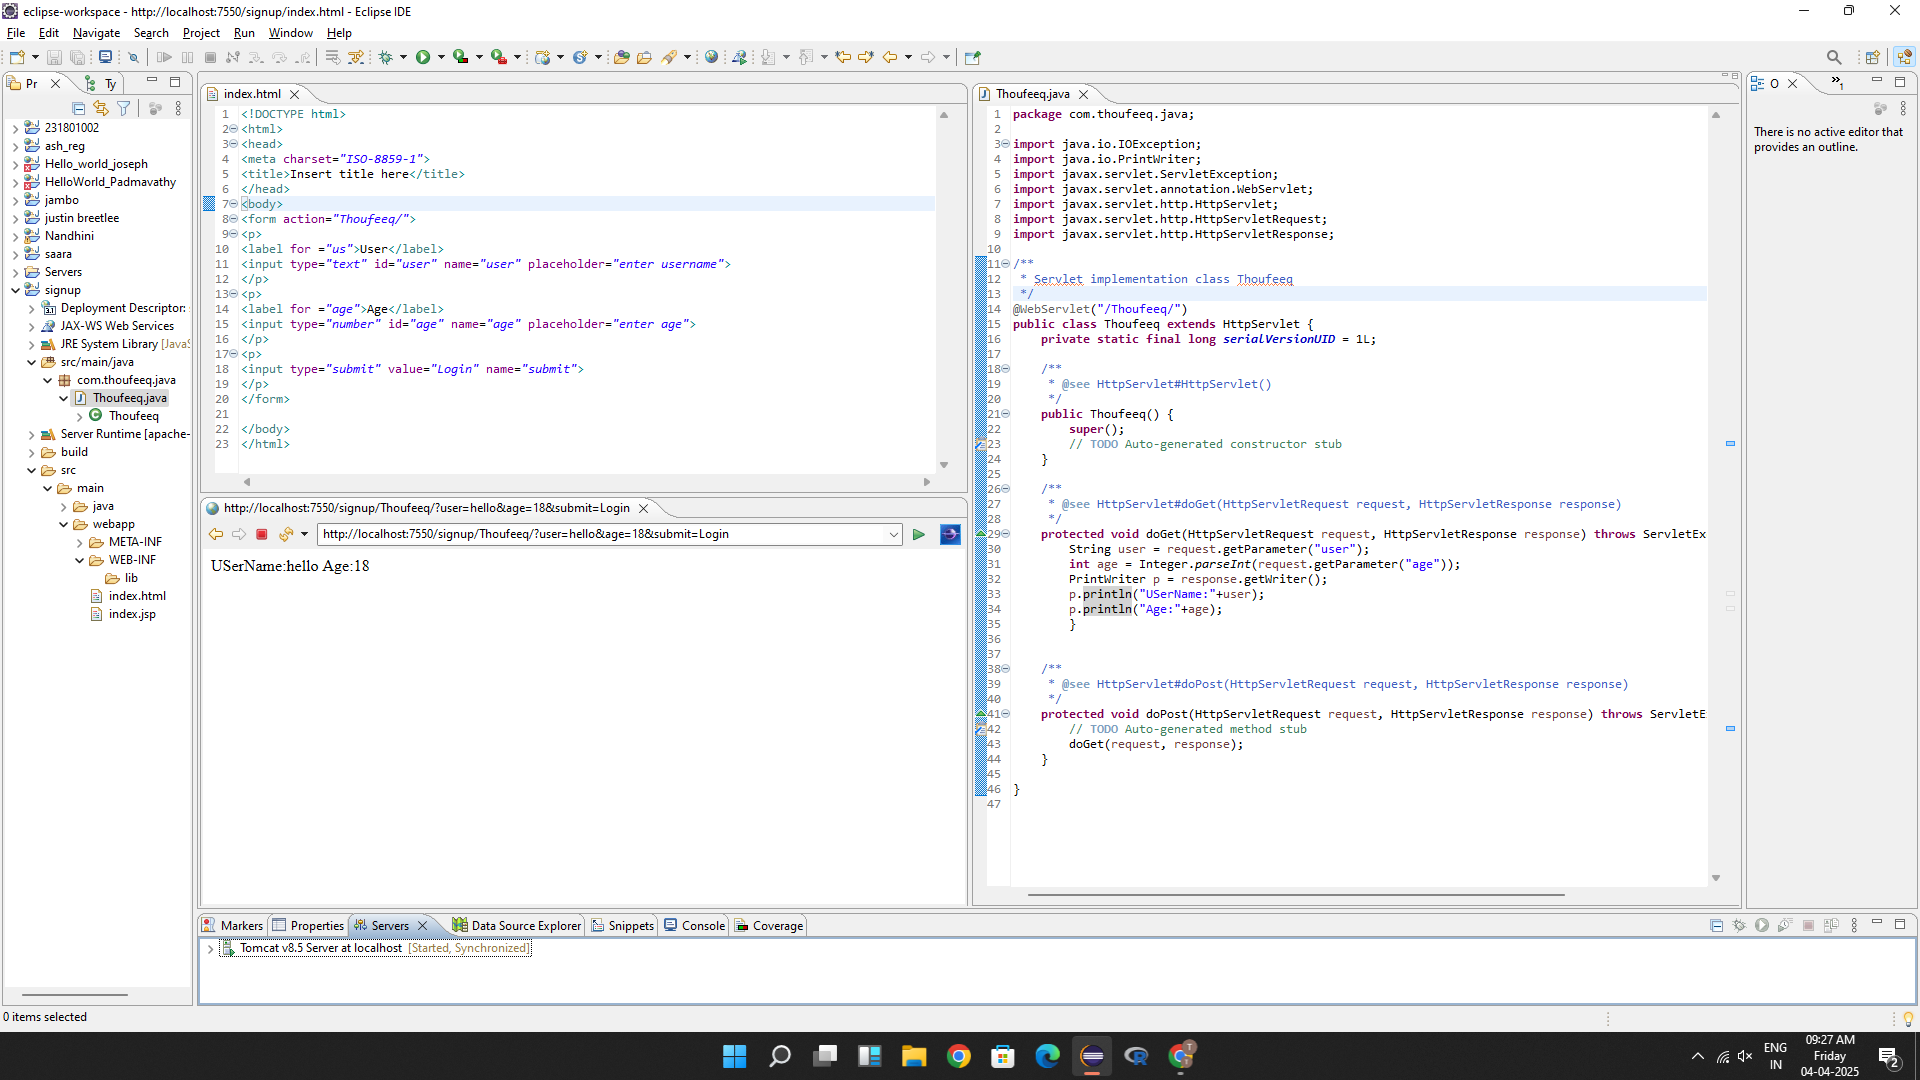 eclipse-workspace - http://localhost:7550/signup/index.html - Eclipse IDE
File Edit Navigate Search Project Run Window Help
Pr Ty
231801002
ash_reg
Hello_world_joseph
HelloWorld_Padmavathy
jambo
justin breetlee
Nandhini
saara
Servers
signup
Deployment Descriptor:
JAX-WS Web Services
JRE System Library [JavaS
src/main/java
com.thoufeeq.java
Thoufeeq.java
Thoufeeq
Server Runtime [apache-
build
src
main
java
webapp
META-INF
WEB-INF
lib
index.html
index.jsp
index.html
1 <!DOCTYPE html>
2 <html>
3 <head>
4 <meta charset="ISO-8859-1">
5 <title>Insert title here</title>
6 </head>
7 <body>
8 <form action="Thoufeeq/">
9 <p>
10 <label for ="us">User</label>
11 <input type="text" id="user" name="user" placeholder="enter username">
12 </p>
13 <p>
14 <label for ="age">Age</label>
15 <input type="number" id="age" name="age" placeholder="enter age">
16 </p>
17 <p>
18 <input type="submit" value="Login" name="submit">
19 </p>
20 </form>
21
22 </body>
23 </html>
http://localhost:7550/signup/Thoufeeq/?user=hello&age=18&submit=Login
http://localhost:7550/signup/Thoufeeq/?user=hello&age=18&submit=Login
USerName:hello Age:18
Thoufeeq.java
1 package com.thoufeeq.java;
2
3 import java.io.IOException;
4 import java.io.PrintWriter;
5 import javax.servlet.ServletException;
6 import javax.servlet.annotation.WebServlet;
7 import javax.servlet.http.HttpServlet;
8 import javax.servlet.http.HttpServletRequest;
9 import javax.servlet.http.HttpServletResponse;
10
11 /**
12 * Servlet implementation class Thoufeeq
13 */
14 @WebServlet("/Thoufeeq/")
15 public class Thoufeeq extends HttpServlet {
16 private static final long serialVersionUID = 1L;
17
18 /**
19 * @see HttpServlet#HttpServlet()
20 */
21 public Thoufeeq() {
22 super();
23 // TODO Auto-generated constructor stub
24 }
25
26 /**
27 * @see HttpServlet#doGet(HttpServletRequest request, HttpServletResponse response)
28 */
29 protected void doGet(HttpServletRequest request, HttpServletResponse response) throws ServletEx
30 String user = request.getParameter("user");
31 int age = Integer.parseInt(request.getParameter("age"));
32 PrintWriter p = response.getWriter();
33 p.println("USerName:"+user);
34 p.println("Age:"+age);
35 }
36
37
38 /**
39 * @see HttpServlet#doPost(HttpServletRequest request, HttpServletResponse response)
40 */
41 protected void doPost(HttpServletRequest request, HttpServletResponse response) throws ServletE
42 // TODO Auto-generated method stub
43 doGet(request, response);
44 }
45
46 }
47
O 1
There is no active editor that
provides an outline.
Markers Properties Servers Data Source Explorer Snippets Console Coverage
Tomcat v8.5 Server at localhost [Started, Synchronized]
0 items selected
ENG
IN
09:27 AM
Friday
04-04-2025
2